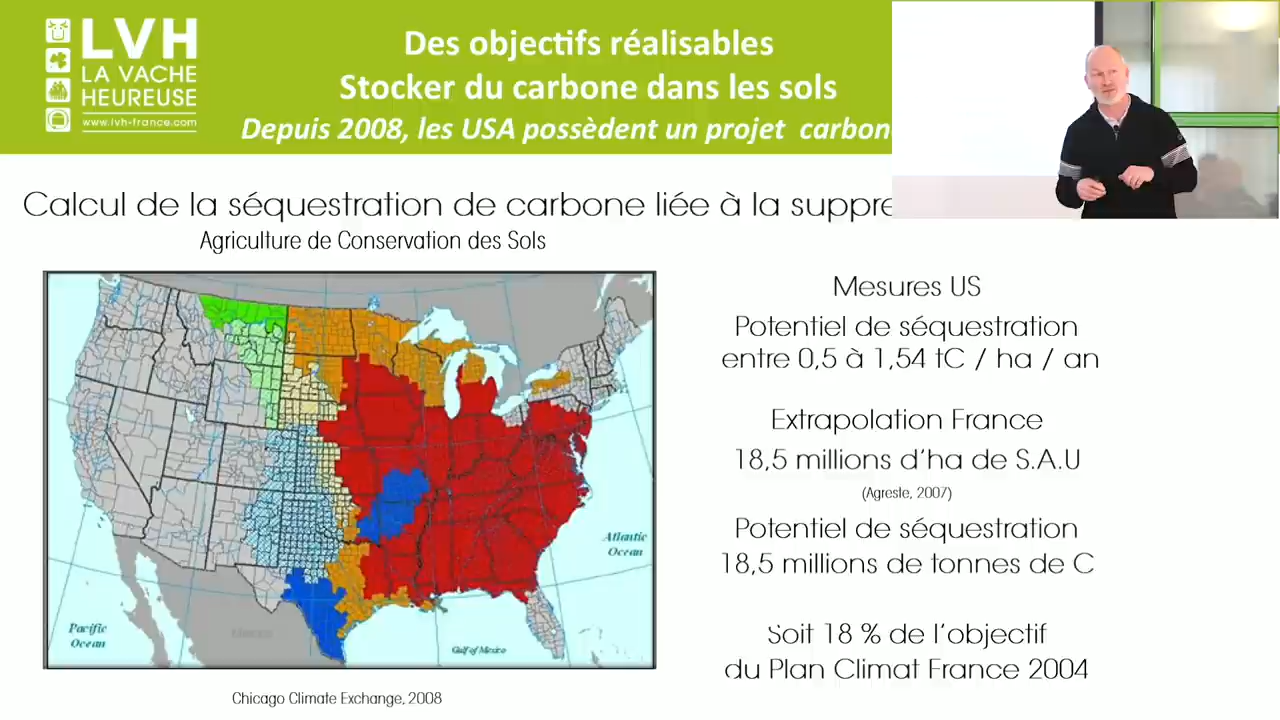 LVH
LA VACHE
HEUREUSE
www.lvh-france.com
Des objectifs réalisables
Stocker du carbone dans les sols
Depuis 2008, les USA possèdent un projet carbon
Calcul de la séquestration de carbone liée à la suppre
Agriculture de Conservation des Sols
Mesures US
Potentiel de séquestration
entre 0,5 à 1,54 tC / ha / an
Extrapolation France
18,5 millions d'ha de S.A.U
(Agreste, 2007)
Potentiel de séquestration
18,5 millions de tonnes de C
Soit 18 % de l'objectif
du Plan Climat France 2004
Atlantic
Ocean
Pacific
Ocean
Mexico
Gulf of Mexico
Chicago Climate Exchange, 2008